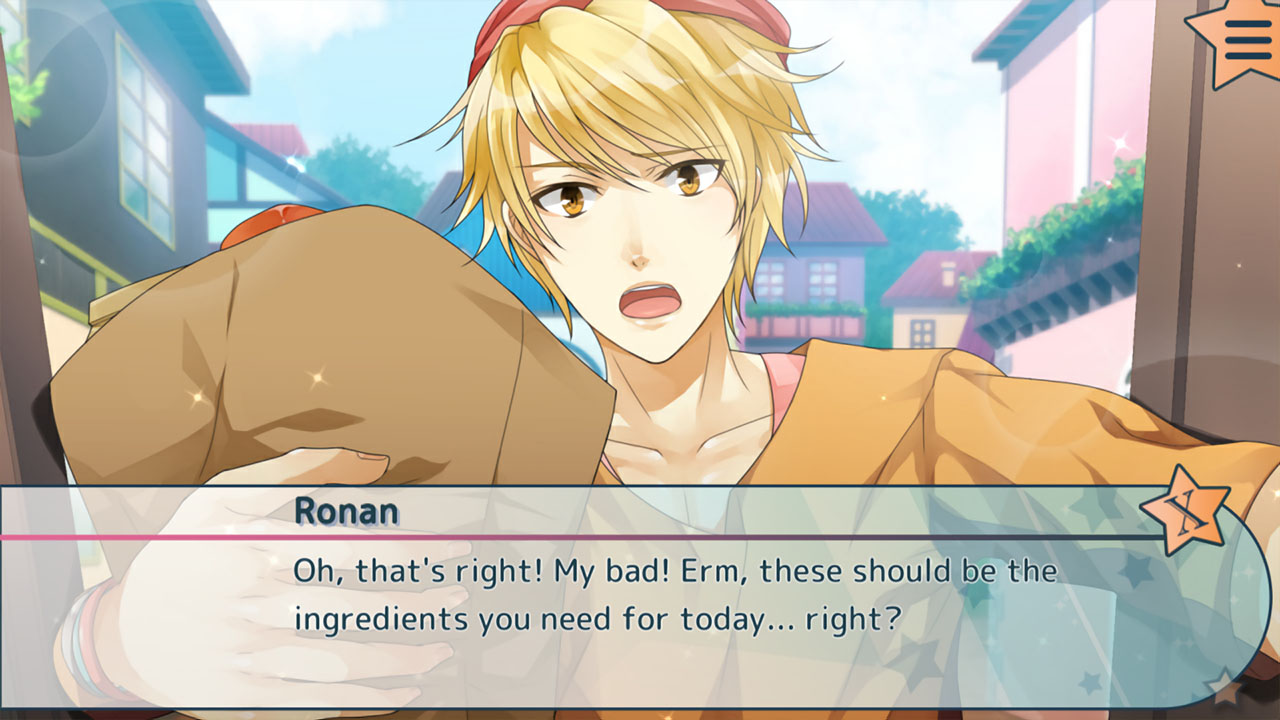 Ronan
Oh, that's right! My bad! Erm, these should be the
ingredients you need for today... right?
X